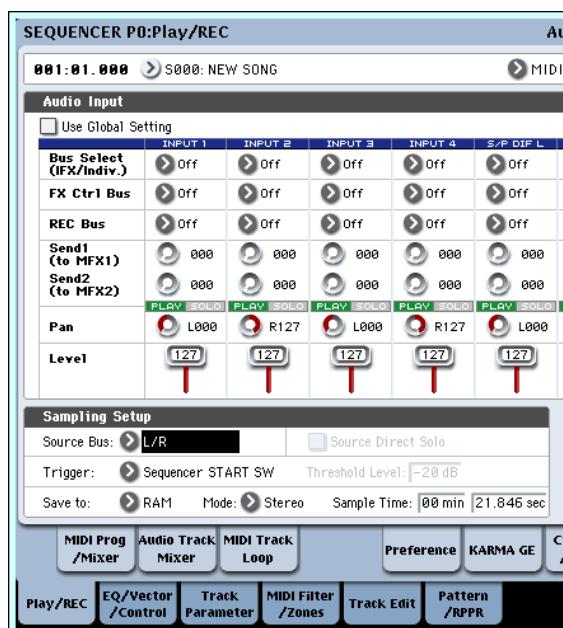 SEQUENCER P0:Play/REC Au
001:01.000 S000: NEW SONG MIDI
Audio Input
Use Global Setting
INPUT 1 INPUT 2 INPUT 3 INPUT 4 S/P DIF L
Bus Select (IFX/Indiv.) Off Off Off Off Off
FX Ctrl Bus Off Off Off Off Off
REC Bus Off Off Off Off Off
Send1 (to MFX1) 000 000 000 000 000
Send2 (to MFX2) 000 000 000 000 000
PLAY SOLO PLAY SOLO PLAY SOLO PLAY SOLO PLAY SOLO
Pan L000 R127 L000 R127 L000
Level 127 127 127 127 127
Sampling Setup
Source Bus: L/R Source Direct Solo
Trigger: Sequencer START SW Threshold Level: -20 dB
Save to: RAM Mode: Stereo Sample Time: 00 min 21.846 sec
MIDI Prog /Mixer Audio Track Mixer MIDI Track Loop Preference KARMA GE
Play/REC EQ/Vector /Control Track Parameter MIDI Filter /Zones Track Edit Pattern /RPPR